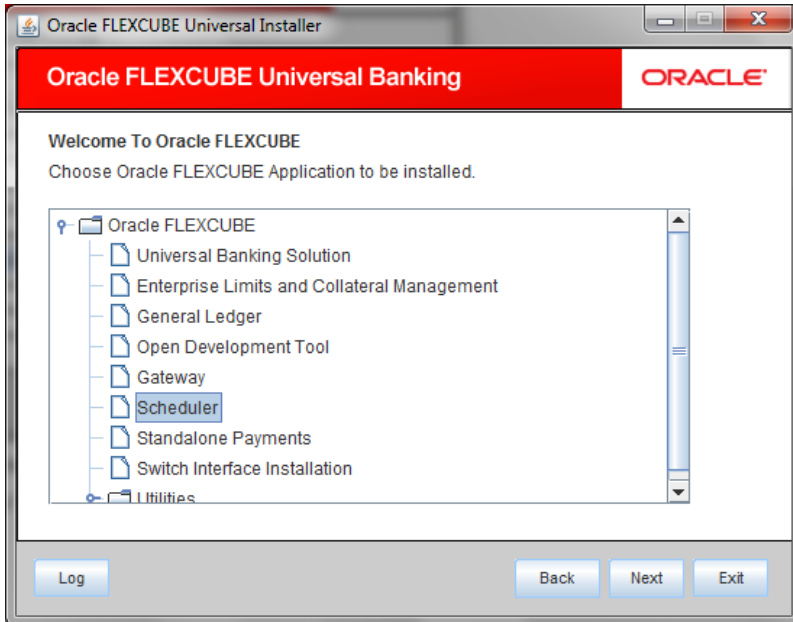 Oracle FLEXCUBE Universal Installer
Oracle FLEXCUBE Universal Banking
ORACLE
Welcome To Oracle FLEXCUBE
Choose Oracle FLEXCUBE Application to be installed.
Oracle FLEXCUBE
Universal Banking Solution
Enterprise Limits and Collateral Management
General Ledger
Open Development Tool
Gateway
Scheduler
Standalone Payments
Switch Interface Installation
Utilities
Log Back Next Exit